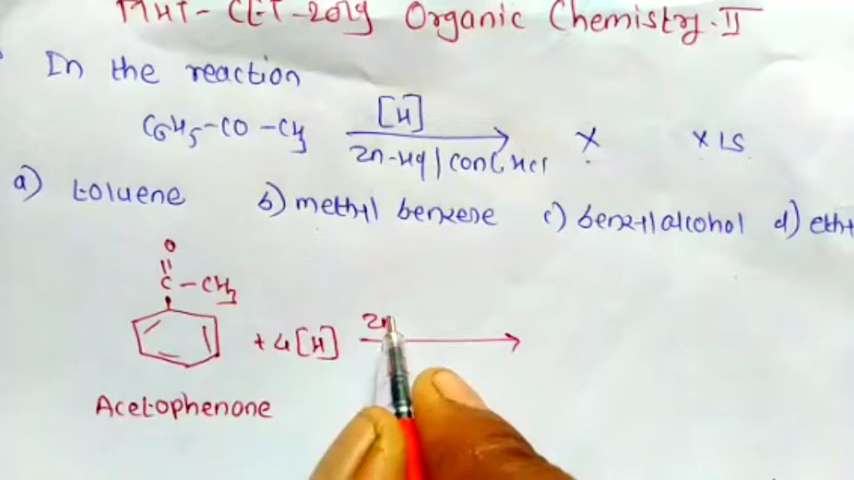 MHT-CET-2019 Organic Chemistry-II
In the reaction
C6H5-CO-CH3 [H] X X is
Zn-Hg | Conc HCl
a) toluene b) methyl benzene c) benzyl alcohol d) eth
O
||
C-CH3
+ 4[H] Zn
Acetophenone